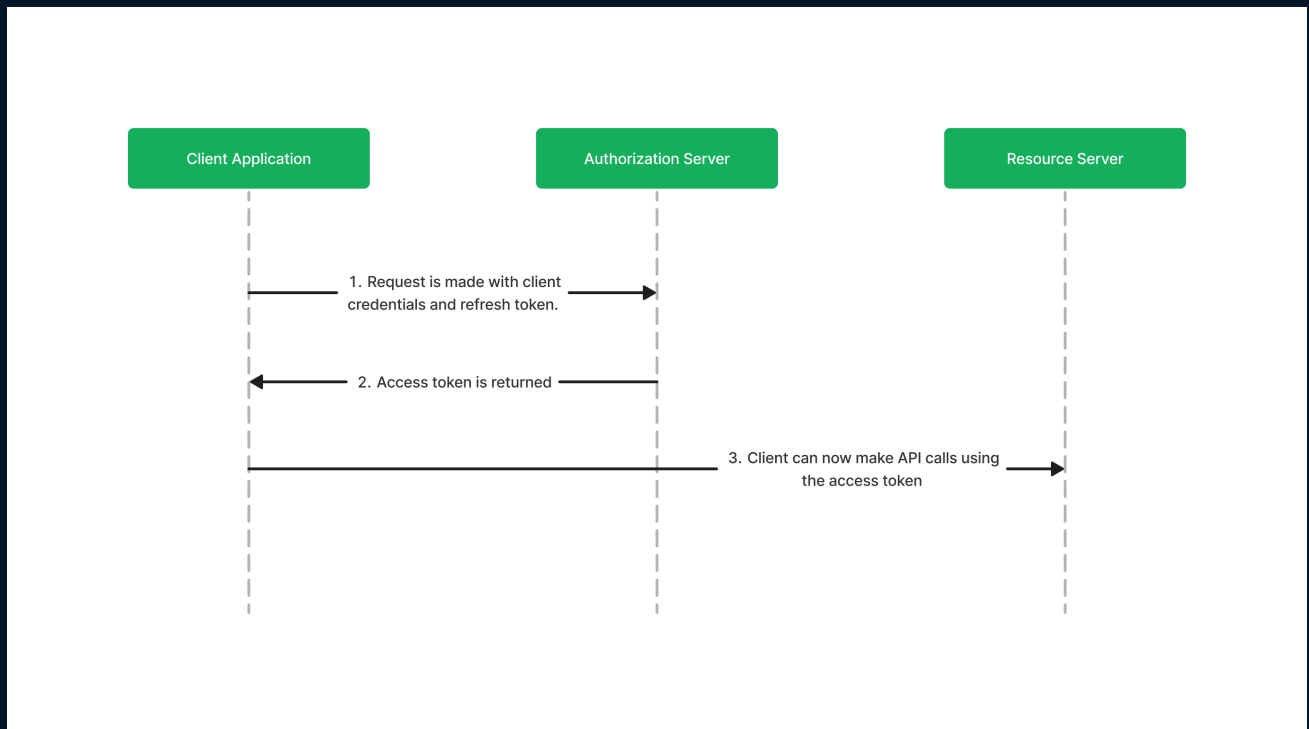 Client Application
Authorization Server
Resource Server
1. Request is made with client
credentials and refresh token.
2. Access token is returned
3. Client can now make API calls using
the access token